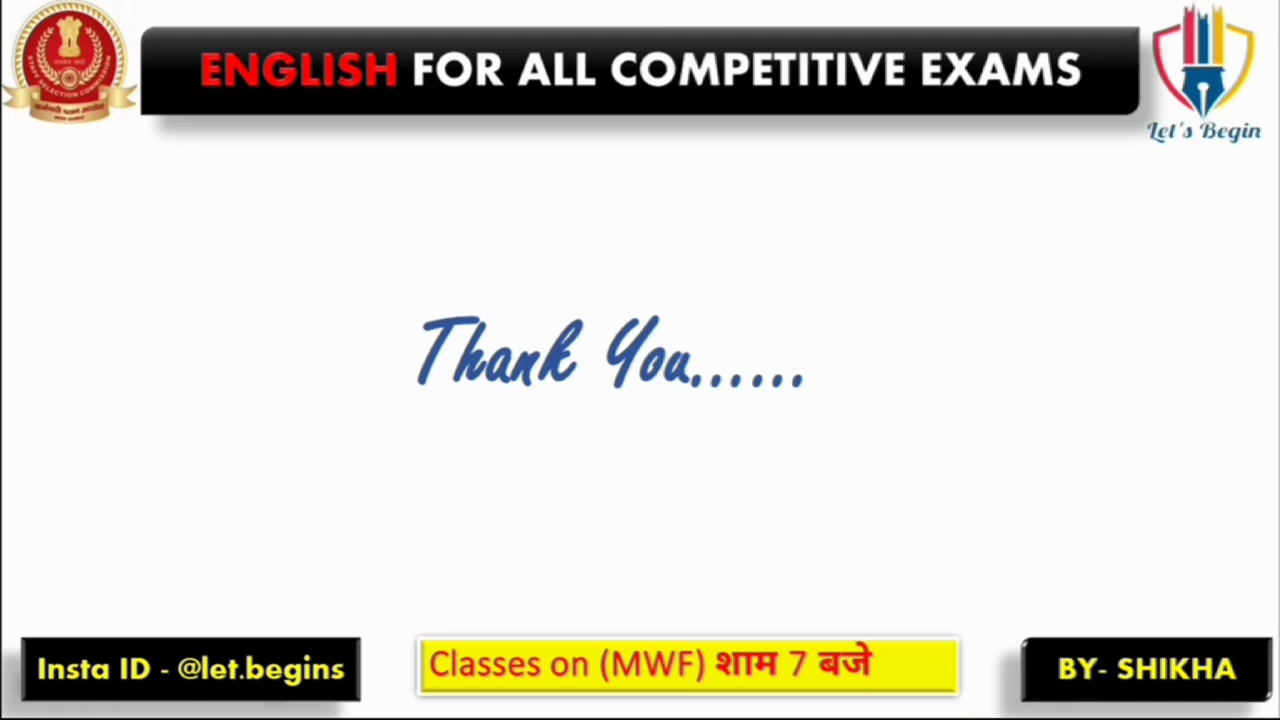 ENGLISH FOR ALL COMPETITIVE EXAMS
Let's Begin
Thank You......
Insta ID - @let.begins
Classes on (MWF) शाम 7 बजे
BY- SHIKHA